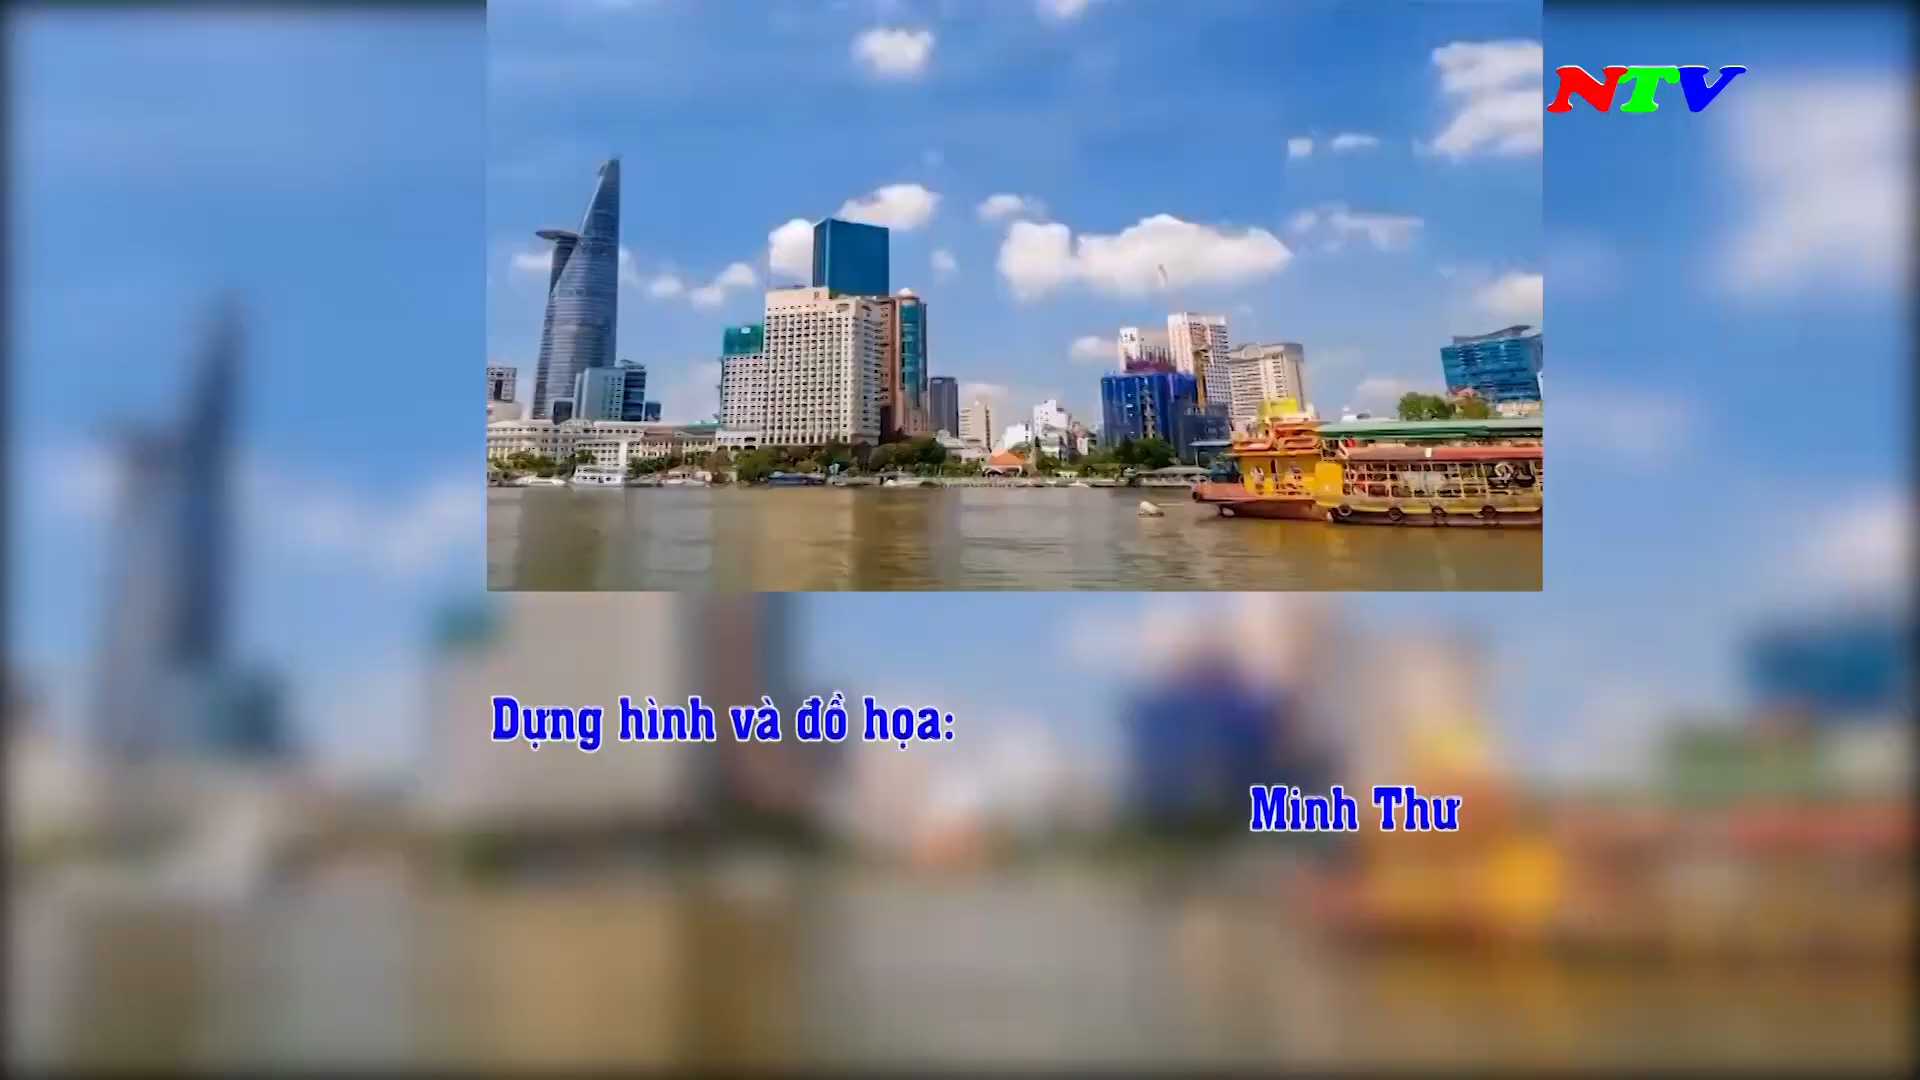 NTV
Dựng hình và đồ họa:
Minh Thư